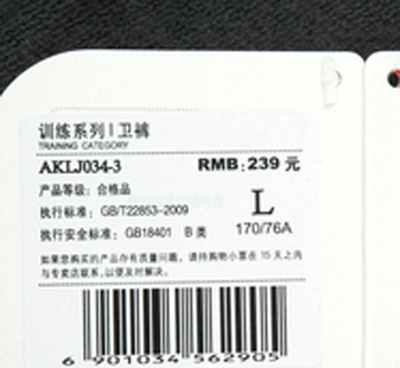 训练系列 | 卫裤
TRAINING CATEGORY
AKLJ034-3 RMB: 239 元
产品等级: 合格品
执行标准: GB/T22853-2009
L
执行安全标准: GB18401 B 类
170/76A
如果您购买的产品存有质量问题, 请持购物小票在 15 天之内
与专卖店联系, 以便及时解决。
6 901034 562905